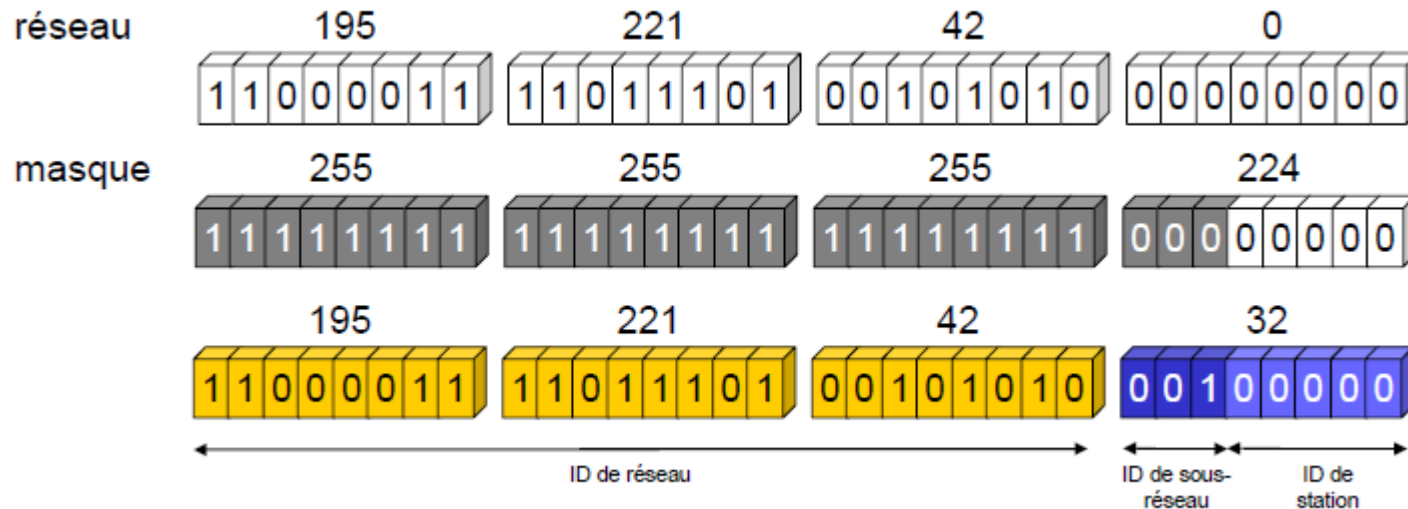 réseau 195 221 42 0
1 1 0 0 0 0 1 1 1 1 0 1 1 1 0 1 0 0 1 0 1 0 1 0 0 0 0 0 0 0 0 0
masque 255 255 255 224
1 1 1 1 1 1 1 1 1 1 1 1 1 1 1 1 1 1 1 1 1 1 1 1 0 0 0 0 0 0 0 0
195 221 42 32
1 1 0 0 0 0 1 1 1 1 0 1 1 1 0 1 0 0 1 0 1 0 1 0 0 0 1 0 0 0 0 0
ID de réseau
ID de sous-
réseau
ID de
station